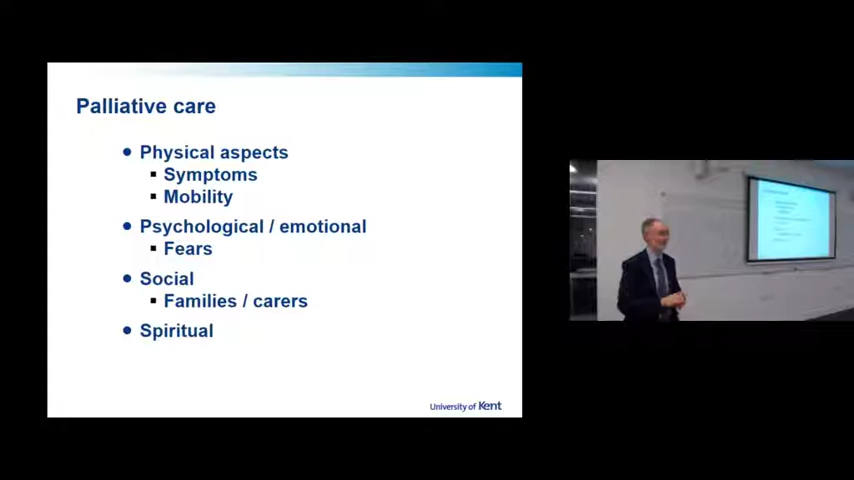 Palliative care
● Physical aspects
▪ Symptoms
▪ Mobility
● Psychological / emotional
▪ Fears
● Social
▪ Families / carers
● Spiritual
University of Kent